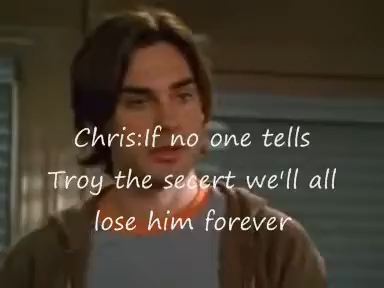 Chris:If no one tells
Troy the secert we'll all
lose him forever